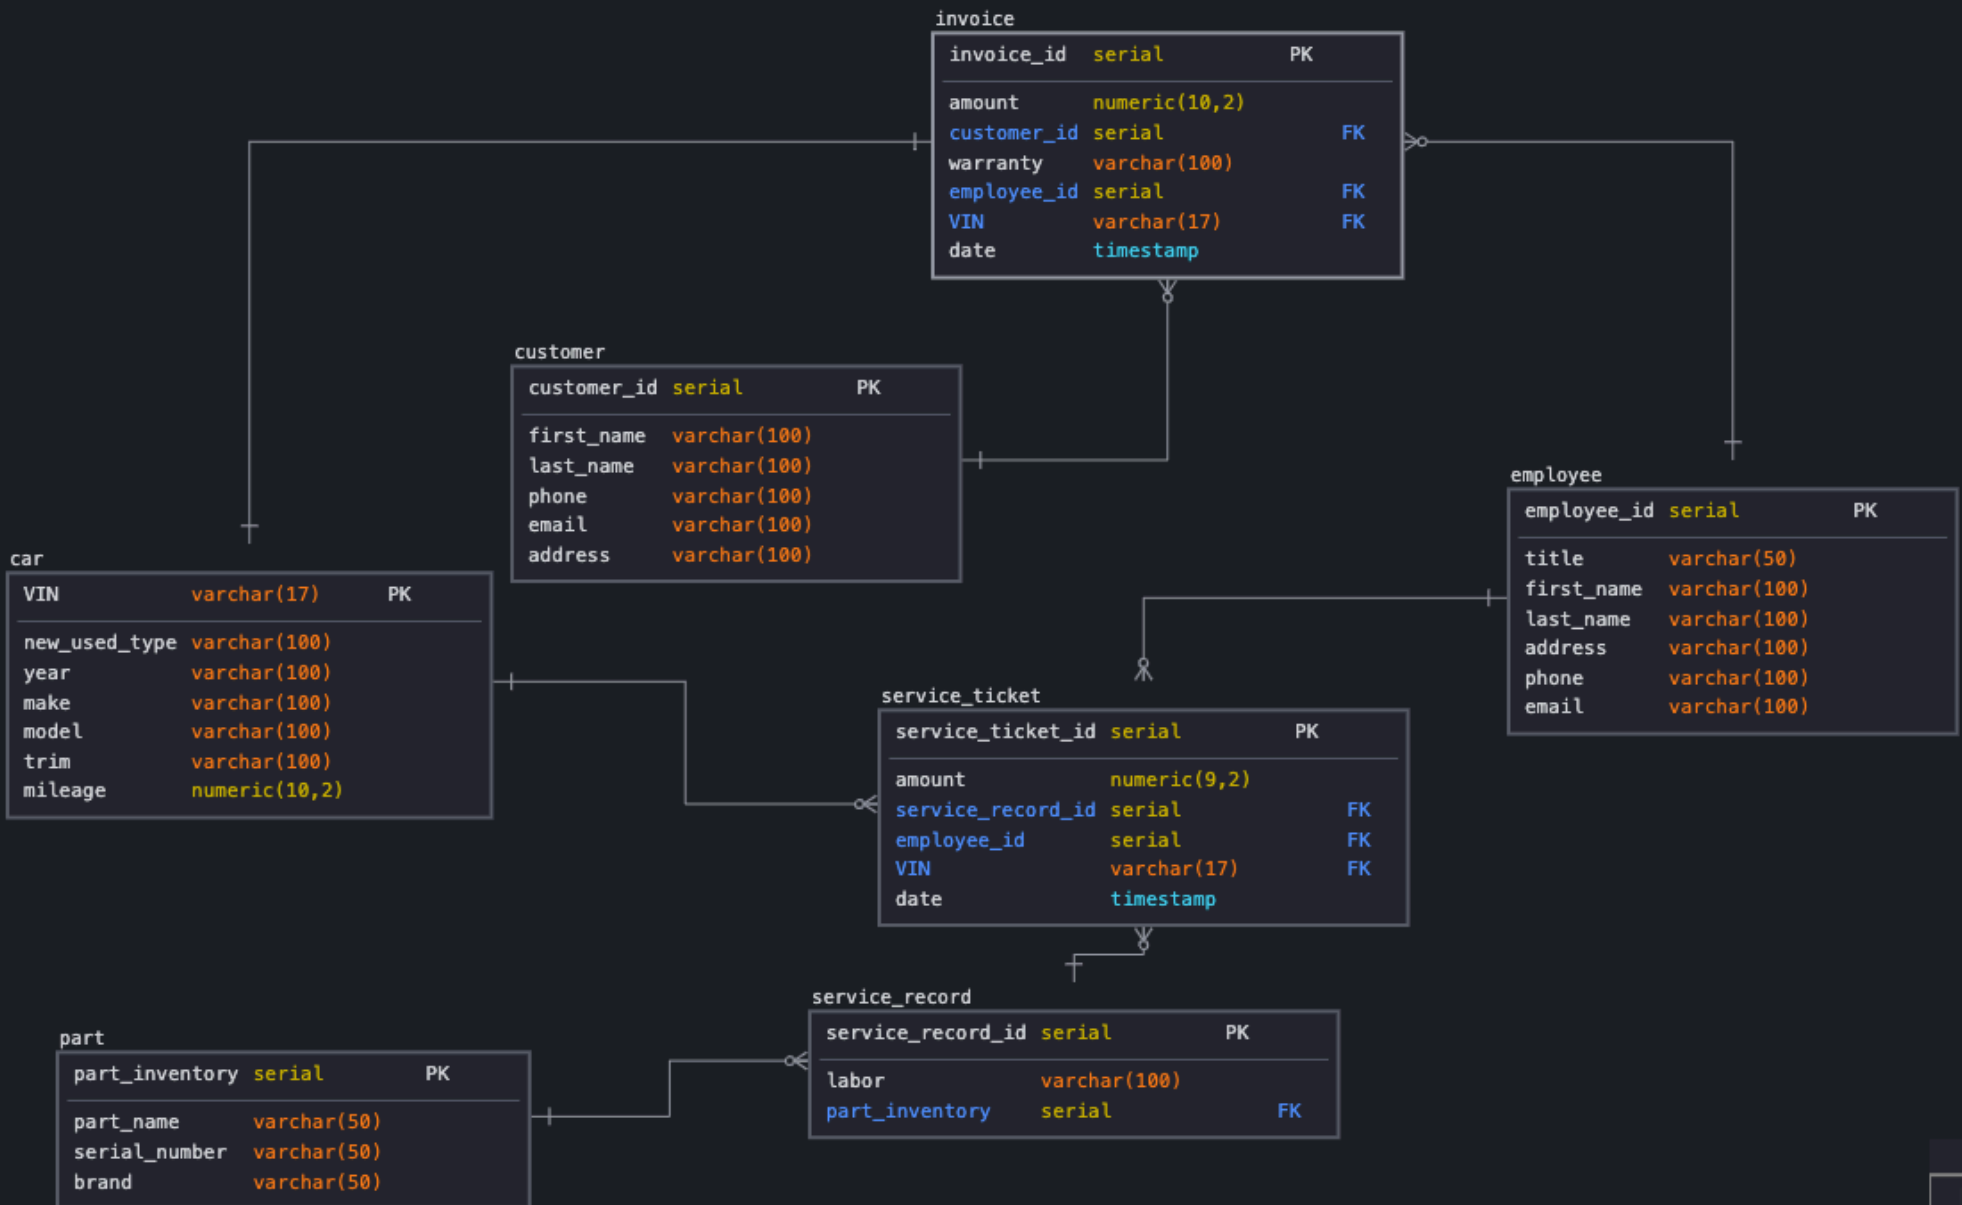 invoice
invoice_id serial PK
amount numeric(10,2)
customer_id serial FK
warranty varchar(100)
employee_id serial FK
VIN varchar(17) FK
date timestamp
customer
customer_id serial PK
first_name varchar(100)
last_name varchar(100)
phone varchar(100)
email varchar(100)
address varchar(100)
employee
employee_id serial PK
title varchar(50)
first_name varchar(100)
last_name varchar(100)
address varchar(100)
phone varchar(100)
email varchar(100)
car
VIN varchar(17) PK
new_used_type varchar(100)
year varchar(100)
make varchar(100)
model varchar(100)
trim varchar(100)
mileage numeric(10,2)
service_ticket
service_ticket_id serial PK
amount numeric(9,2)
service_record_id serial FK
employee_id serial FK
VIN varchar(17) FK
date timestamp
service_record
service_record_id serial PK
labor varchar(100)
part_inventory serial FK
part
part_inventory serial PK
part_name varchar(50)
serial_number varchar(50)
brand varchar(50)